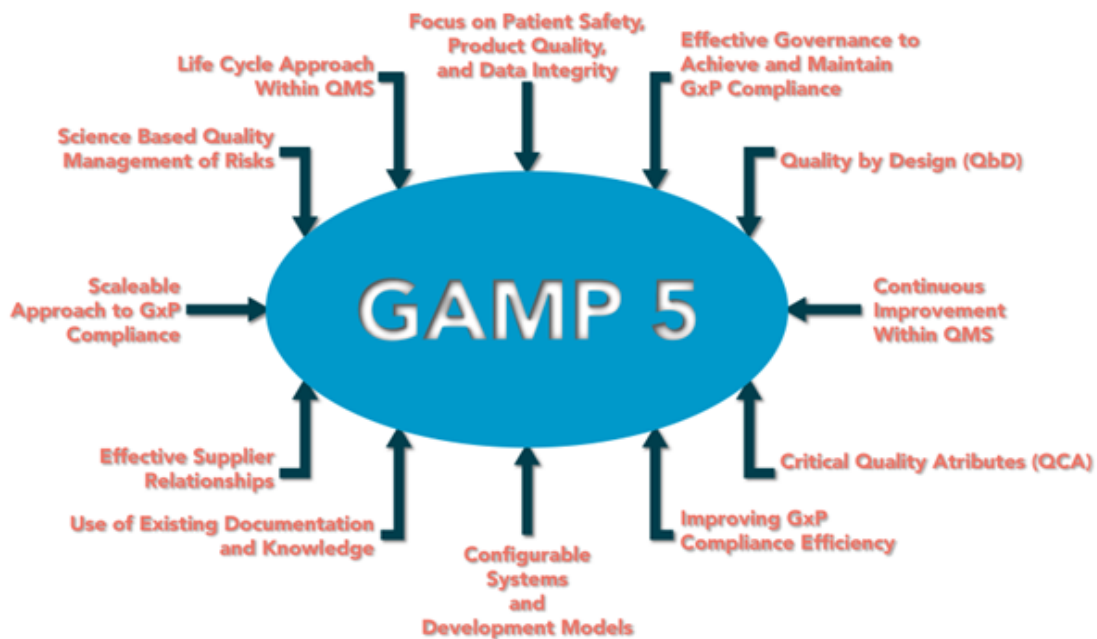 Focus on Patient Safety,
Product Quality,
and Data Integrity
Effective Governance to
Achieve and Maintain
GxP Compliance
Quality by Design (QbD)
Continuous
Improvement
Within QMS
Critical Quality Atributes (QCA)
Improving GxP
Compliance Efficiency
Configurable
Systems
and
Development Models
Use of Existing Documentation
and Knowledge
Effective Supplier
Relationships
Scaleable
Approach to GxP
Compliance
Science Based Quality
Management of Risks
Life Cycle Approach
Within QMS
GAMP 5